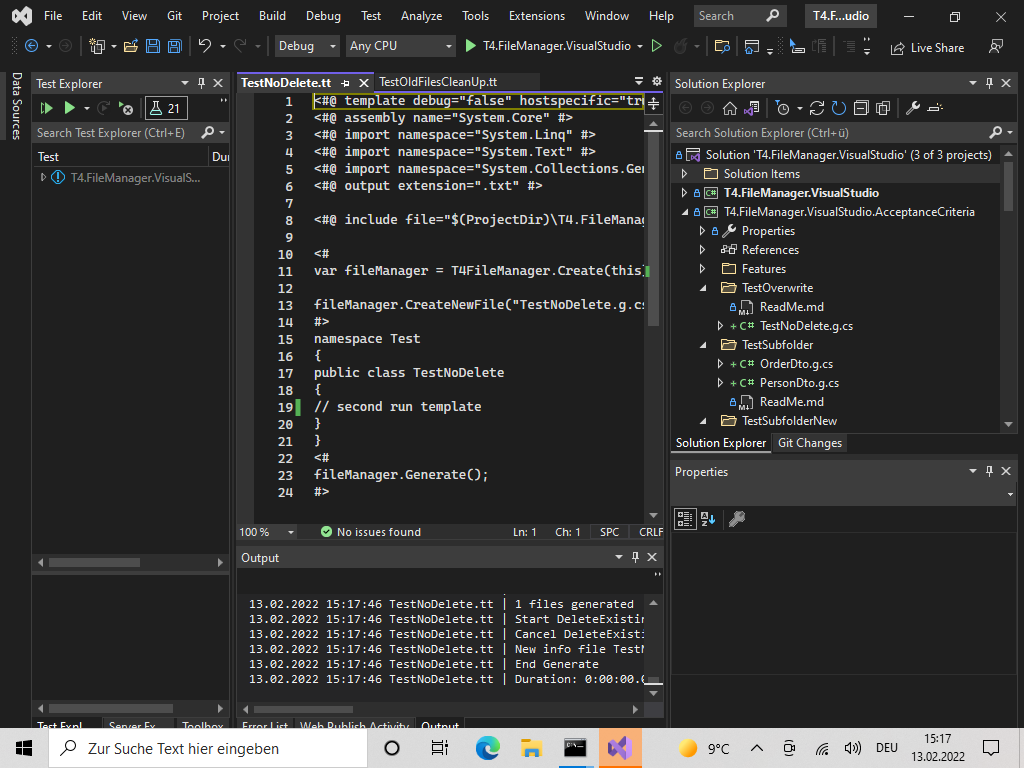 File Edit View Git Project Build Debug Test Analyze Tools Extensions Window Help Search T4.F...udio
Debug Any CPU T4.FileManager.VisualStudio Live Share
Data Sources
Test Explorer
21
Search Test Explorer (Ctrl+E)
Test Dur
T4.FileManager.VisualS...
TestNoDelete.tt TestOldFilesCleanUp.tt
1 <#@ template debug="false" hostspecific="tr
2 <#@ assembly name="System.Core" #>
3 <#@ import namespace="System.Linq" #>
4 <#@ import namespace="System.Text" #>
5 <#@ import namespace="System.Collections.Gen
6 <#@ output extension=".txt" #>
7
8 <#@ include file="$(ProjectDir)\T4.FileManag
9
10 <#
11 var fileManager = T4FileManager.Create(this)
12
13 fileManager.CreateNewFile("TestNoDelete.g.cs
14 #>
15 namespace Test
16 {
17 public class TestNoDelete
18 {
19 // second run template
20 }
21 }
22 <#
23 fileManager.Generate();
24 #>
100 % No issues found Ln: 1 Ch: 1 SPC CRLF
Output
13.02.2022 15:17:46 TestNoDelete.tt | 1 files generated
13.02.2022 15:17:46 TestNoDelete.tt | Start DeleteExistin
13.02.2022 15:17:46 TestNoDelete.tt | Cancel DeleteExisti
13.02.2022 15:17:46 TestNoDelete.tt | New info file TestN
13.02.2022 15:17:46 TestNoDelete.tt | End Generate
13.02.2022 15:17:46 TestNoDelete.tt | Duration: 0:00:00.0
Solution Explorer
Search Solution Explorer (Ctrl+ü)
Solution 'T4.FileManager.VisualStudio' (3 of 3 projects)
Solution Items
C# T4.FileManager.VisualStudio
C# T4.FileManager.VisualStudio.AcceptanceCriteria
Properties
References
Features
TestOverwrite
ReadMe.md
C# TestNoDelete.g.cs
TestSubfolder
C# OrderDto.g.cs
C# PersonDto.g.cs
ReadMe.md
TestSubfolderNew
Solution Explorer Git Changes
Properties
Test Expl... Server Ex... Toolbox Error List Web Publish Activity Output
Zur Suche Text hier eingeben 9°C DEU 15:17
13.02.2022